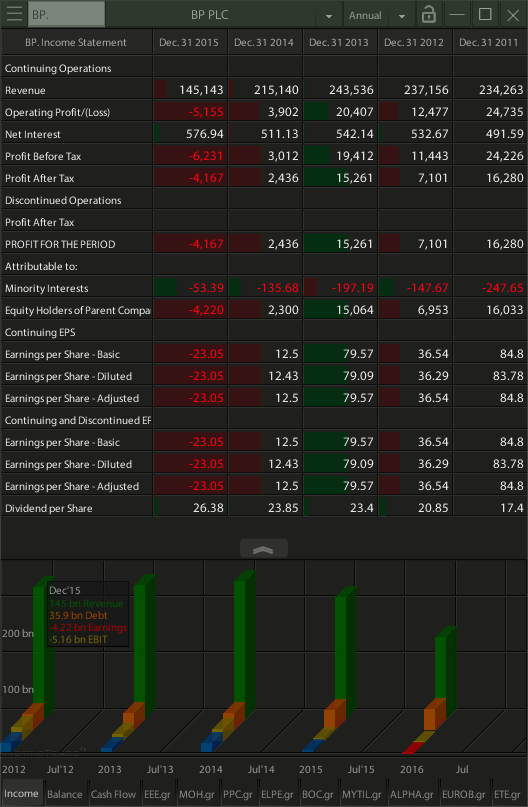 BP. BP PLC Annual
BP. Income Statement Dec. 31 2015 Dec. 31 2014 Dec. 31 2013 Dec. 31 2012 Dec. 31 2011
Continuing Operations
Revenue 145,143 215,140 243,536 237,156 234,263
Operating Profit/(Loss) -5,155 3,902 20,407 12,477 24,735
Net Interest 576.94 511.13 542.14 532.67 491.59
Profit Before Tax -6,231 3,012 19,412 11,443 24,226
Profit After Tax -4,167 2,436 15,261 7,101 16,280
Discontinued Operations
Profit After Tax
PROFIT FOR THE PERIOD -4,167 2,436 15,261 7,101 16,280
Attributable to:
Minority Interests -53.39 -135.68 -197.19 -147.67 -247.65
Equity Holders of Parent Compa -4,220 2,300 15,064 6,953 16,033
Continuing EPS
Earnings per Share - Basic -23.05 12.5 79.57 36.54 84.8
Earnings per Share - Diluted -23.05 12.43 79.09 36.29 83.78
Earnings per Share - Adjusted -23.05 12.5 79.57 36.54 84.8
Continuing and Discontinued EP
Earnings per Share - Basic -23.05 12.5 79.57 36.54 84.8
Earnings per Share - Diluted -23.05 12.43 79.09 36.29 83.78
Earnings per Share - Adjusted -23.05 12.5 79.57 36.54 84.8
Dividend per Share 26.38 23.85 23.4 20.85 17.4
Dec'15
145 bn Revenue
35.9 bn Debt
-4.22 bn Earnings
-5.16 bn EBIT
200 bn
100 bn
2012 Jul'12 2013 Jul'13 2014 Jul'14 2015 Jul'15 2016 Jul
Income Balance Cash Flow EEE.gr MOH.gr PPC.gr ELPE.gr BOC.gr MYTIL.gr ALPHA.gr EUROB.gr ETE.gr